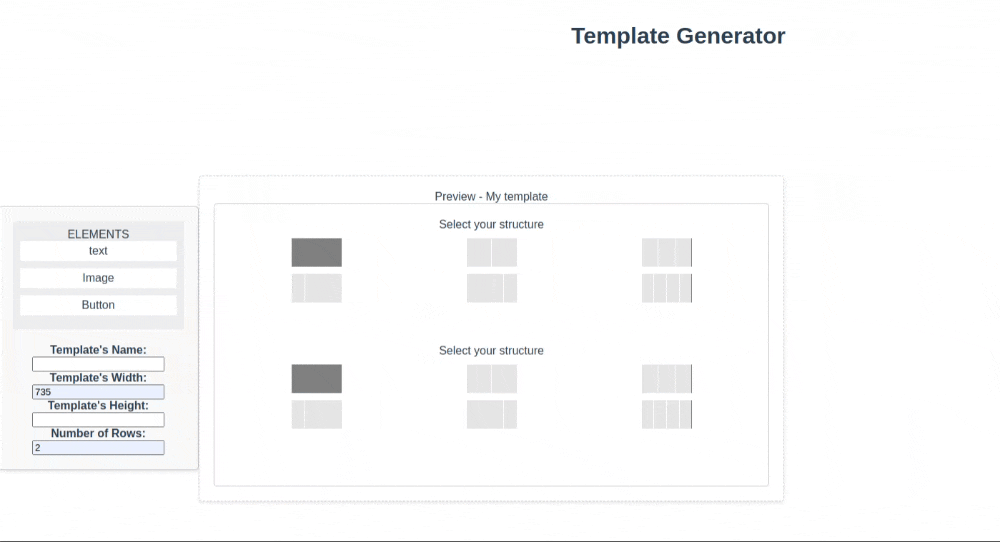 Template Generator
Preview - My template
Select your structure
ELEMENTS
text
Image
Button
Template's Name:
Template's Width:
735
Template's Height:
Number of Rows:
2
Select your structure